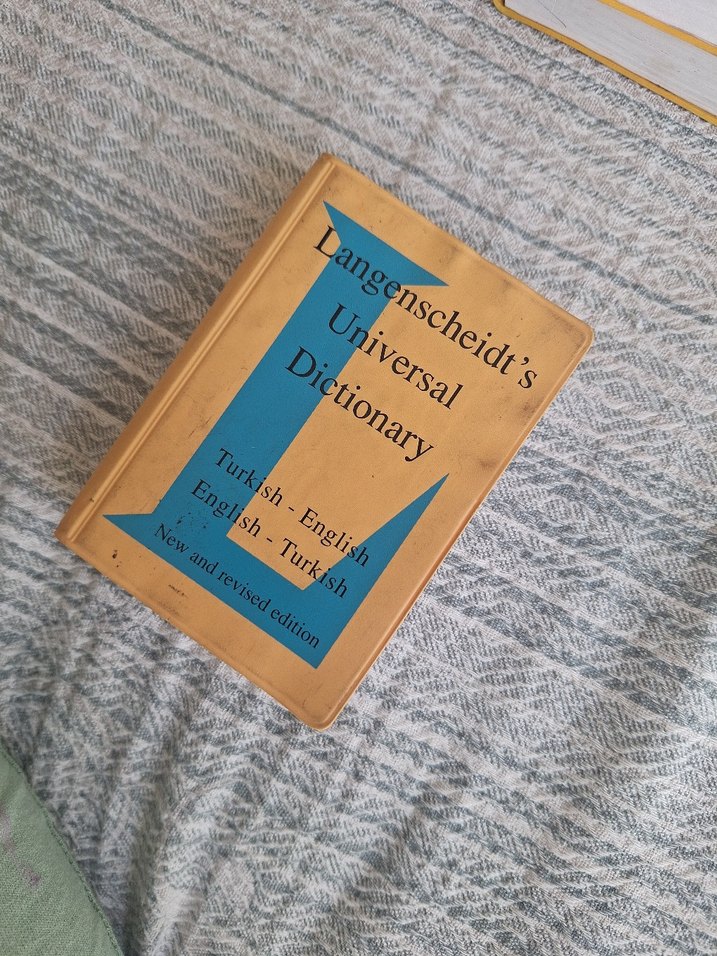 Langenscheidt's
Universal
Dictionary
Turkish - English
English - Turkish
New and revised edition